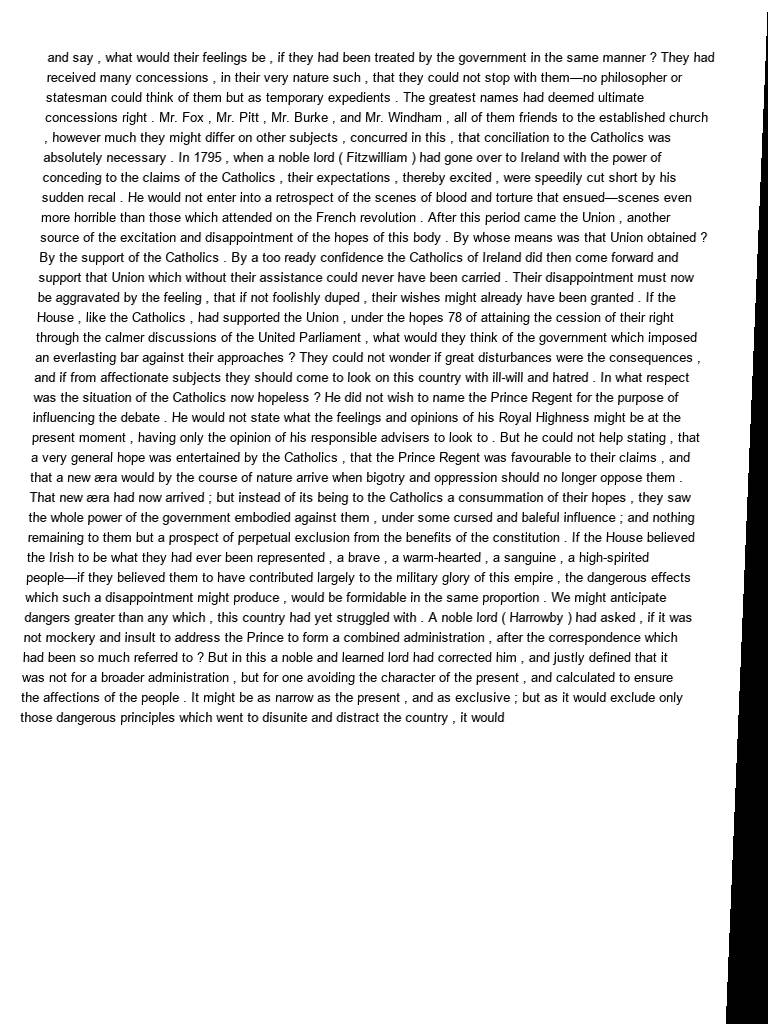 and say , what would their feelings be , if they had been treated by the government in the same manner ? They had
received many concessions , in their very nature such , that they could not stop with them—no philosopher or
statesman could think of them but as temporary expedients . The greatest names had deemed ultimate
concessions right . Mr. Fox , Mr. Pitt , Mr. Burke , and Mr. Windham , all of them friends to the established church
, however much they might differ on other subjects , concurred in this , that conciliation to the Catholics was
absolutely necessary . In 1795 , when a noble lord ( Fitzwilliam ) had gone over to Ireland with the power of
conceding to the claims of the Catholics , their expectations , thereby excited , were speedily cut short by his
sudden recal . He would not enter into a retrospect of the scenes of blood and torture that ensued—scenes even
more horrible than those which attended on the French revolution . After this period came the Union , another
source of the excitation and disappointment of the hopes of this body . By whose means was that Union obtained ?
By the support of the Catholics . By a too ready confidence the Catholics of Ireland did then come forward and
support that Union which without their assistance could never have been carried . Their disappointment must now
be aggravated by the feeling , that if not foolishly duped , their wishes might already have been granted . If the
House , like the Catholics , had supported the Union , under the hopes 78 of attaining the cession of their right
through the calmer discussions of the United Parliament , what would they think of the government which imposed
an everlasting bar against their approaches ? They could not wonder if great disturbances were the consequences ,
and if from affectionate subjects they should come to look on this country with ill-will and hatred . In what respect
was the situation of the Catholics now hopeless ? He did not wish to name the Prince Regent for the purpose of
influencing the debate . He would not state what the feelings and opinions of his Royal Highness might be at the
present moment , having only the opinion of his responsible advisers to look to . But he could not help stating , that
a very general hope was entertained by the Catholics , that the Prince Regent was favourable to their claims , and
that a new æra would by the course of nature arrive when bigotry and oppression should no longer oppose them .
That new æra had now arrived ; but instead of its being to the Catholics a consummation of their hopes , they saw
the whole power of the government embodied against them , under some cursed and baleful influence ; and nothing
remaining to them but a prospect of perpetual exclusion from the benefits of the constitution . If the House believed
the Irish to be what they had ever been represented , a brave , a warm-hearted , a sanguine , a high-spirited
people—if they believed them to have contributed largely to the military glory of this empire , the dangerous effects
which such a disappointment might produce , would be formidable in the same proportion . We might anticipate
dangers greater than any which , this country had yet struggled with . A noble lord ( Harrowby ) had asked , if it was
not mockery and insult to address the Prince to form a combined administration , after the correspondence which
had been so much referred to ? But in this a noble and learned lord had corrected him , and justly defined that it
was not for a broader administration , but for one avoiding the character of the present , and calculated to ensure
the affections of the people . It might be as narrow as the present , and as exclusive ; but as it would exclude only
those dangerous principles which went to disunite and distract the country , it would